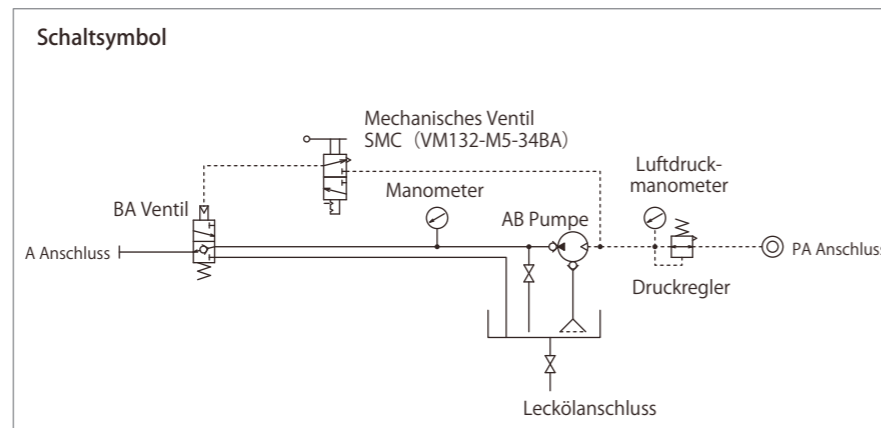 Schaltsymbol
Mechanisches Ventil
SMC（VM132-M5-34BA）
Luftdruck-
manometer
Manometer
BA Ventil
AB Pumpe
A Anschluss
PA Anschluss
Druckregler
Leckölanschluss